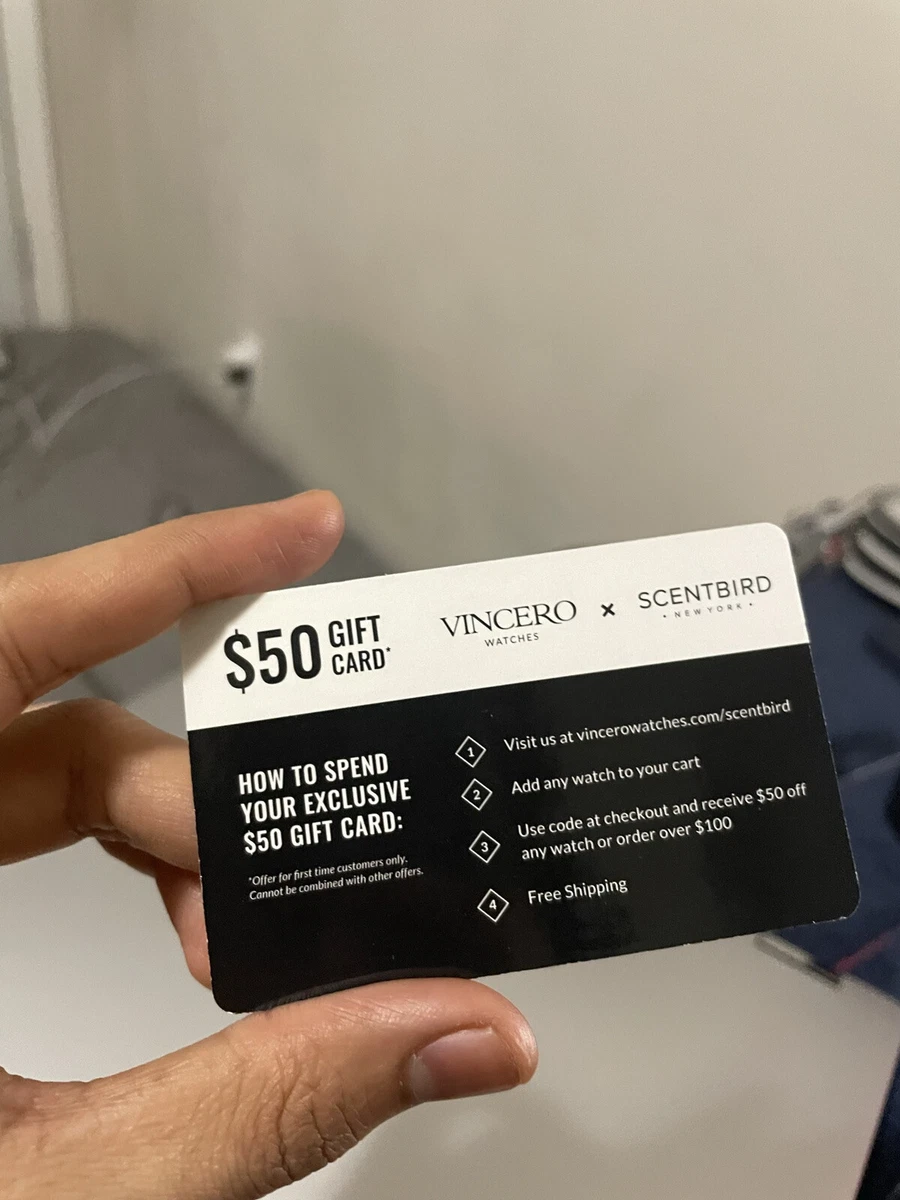 $50 GIFT
CARD*
VINCERO
WATCHES
×
SCENTBIRD
• NEW YORK •
HOW TO SPEND
YOUR EXCLUSIVE
$50 GIFT CARD:
*Offer for first time customers only.
Cannot be combined with other offers.
1 Visit us at vincerowatches.com/scentbird
2 Add any watch to your cart
3 Use code at checkout and receive $50 off
any watch or order over $100
4 Free Shipping